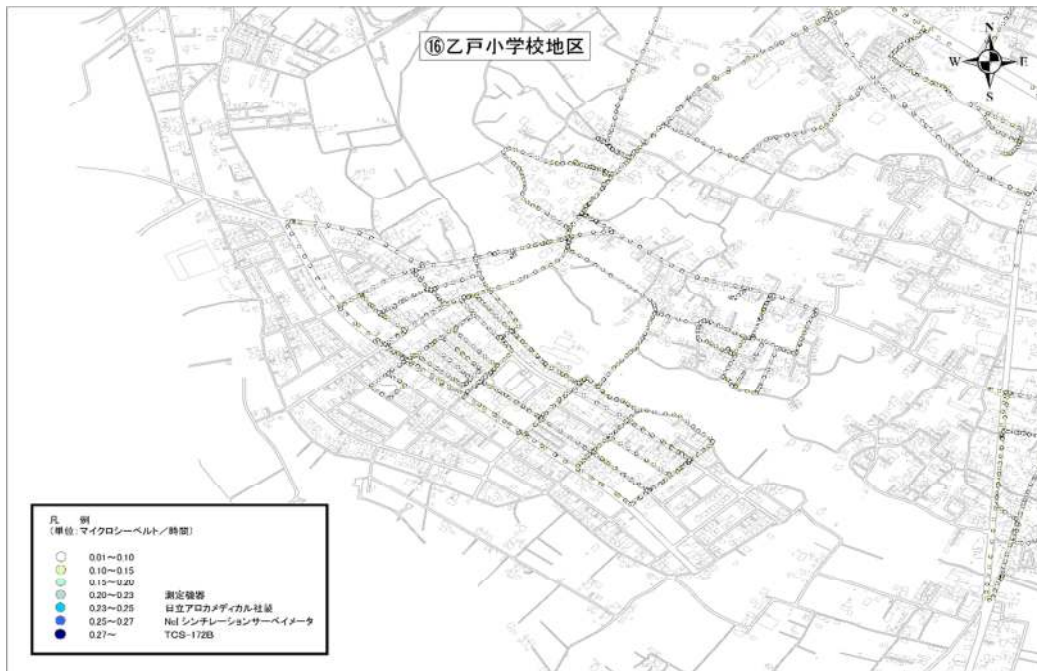 ⑯乙戸小学校地区
N
W E
S
凡 例
(単位:マイクロシーベルト/時間)
0.01～0.10
0.10～0.15
0.15～0.20
0.20～0.23 測定機器
0.23～0.25 日立アロカメディカル社製
0.25～0.27 NaI シンチレーションサーベイメータ
0.27～ TCS-172B